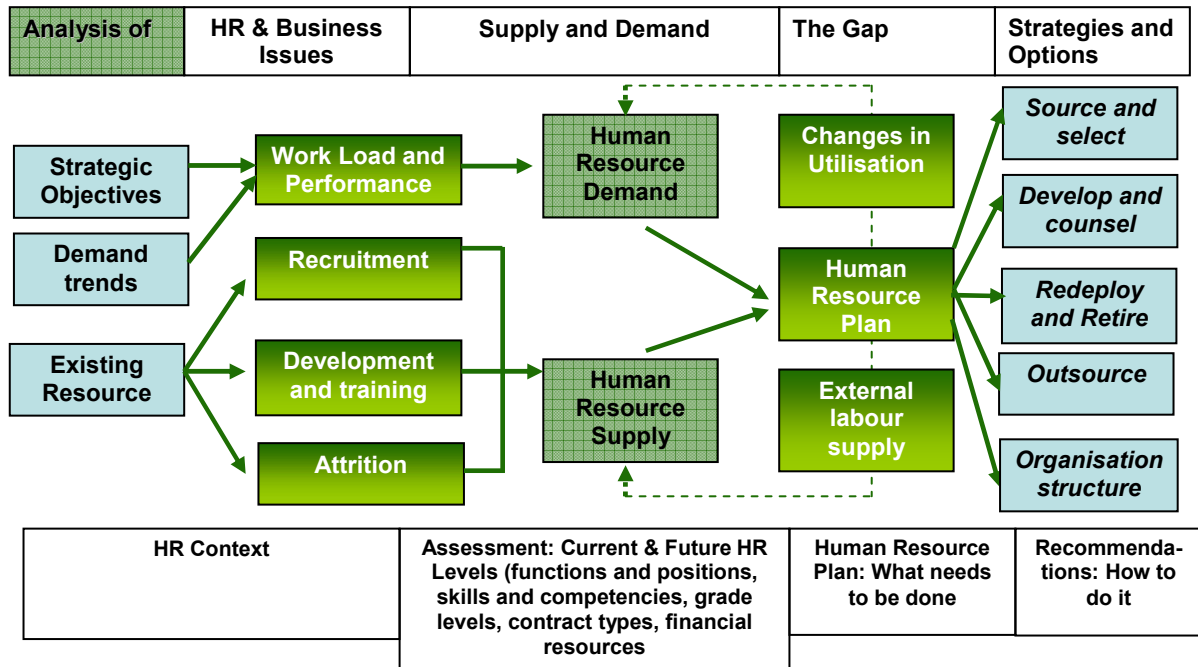 Analysis of
HR & Business
Issues
Supply and Demand
The Gap
Strategies and
Options
Strategic
Objectives
Demand
trends
Existing
Resource
Work Load and
Performance
Recruitment
Development
and training
Attrition
Human
Resource
Demand
Human
Resource
Supply
Changes in
Utilisation
Human
Resource
Plan
External
labour
supply
Source and
select
Develop and
counsel
Redeploy
and Retire
Outsource
Organisation
structure
HR Context
Assessment: Current & Future HR
Levels (functions and positions,
skills and competencies, grade
levels, contract types, financial
resources
Human Resource
Plan: What needs
to be done
Recommenda-
tions: How to
do it